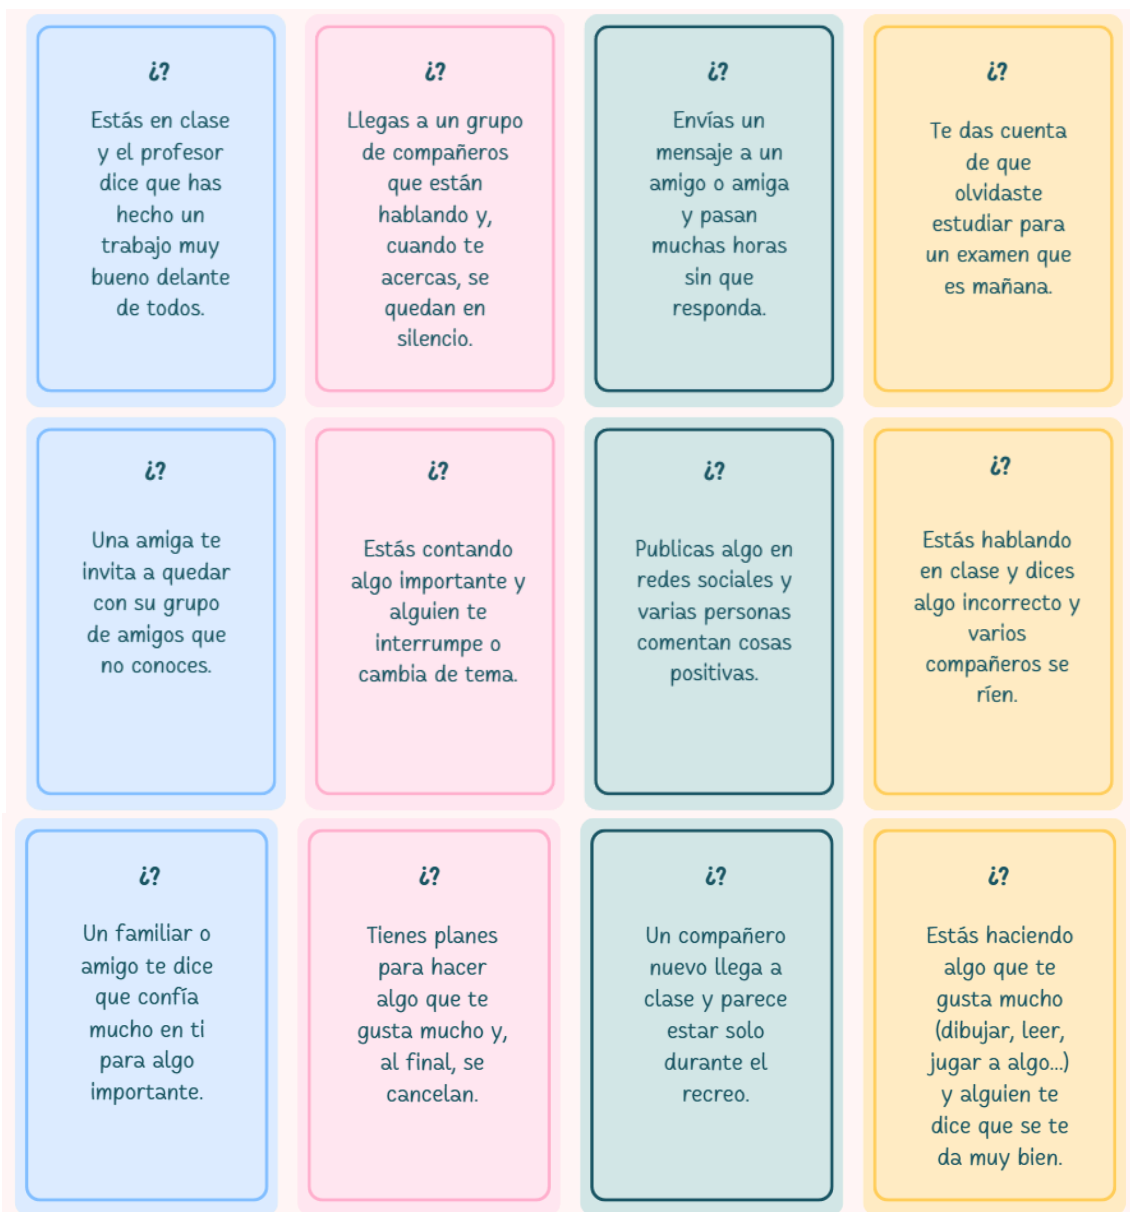 ¿?
Estás en clase
y el profesor
dice que has
hecho un
trabajo muy
bueno delante
de todos.
¿?
Llegas a un grupo
de compañeros
que están
hablando y,
cuando te
acercas, se
quedan en
silencio.
¿?
Envías un
mensaje a un
amigo o amiga
y pasan
muchas horas
sin que
responda.
¿?
Te das cuenta
de que
olvidaste
estudiar para
un examen que
es mañana.
¿?
Una amiga te
invita a quedar
con su grupo
de amigos que
no conoces.
¿?
Estás contando
algo importante y
alguien te
interrumpe o
cambia de tema.
¿?
Publicas algo en
redes sociales y
varias personas
comentan cosas
positivas.
¿?
Estás hablando
en clase y dices
algo incorrecto y
varios
compañeros se
ríen.
¿?
Un familiar o
amigo te dice
que confía
mucho en ti
para algo
importante.
¿?
Tienes planes
para hacer
algo que te
gusta mucho y,
al final, se
cancelan.
¿?
Un compañero
nuevo llega a
clase y parece
estar solo
durante el
recreo.
¿?
Estás haciendo
algo que te
gusta mucho
(dibujar, leer,
jugar a algo...)
y alguien te
dice que se te
da muy bien.